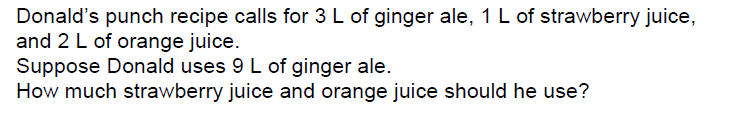 Donald’s punch recipe calls for 3 L of ginger ale, 1 L of strawberry juice,
and 2 L of orange juice.
Suppose Donald uses 9 L of ginger ale.
How much strawberry juice and orange juice should he use?